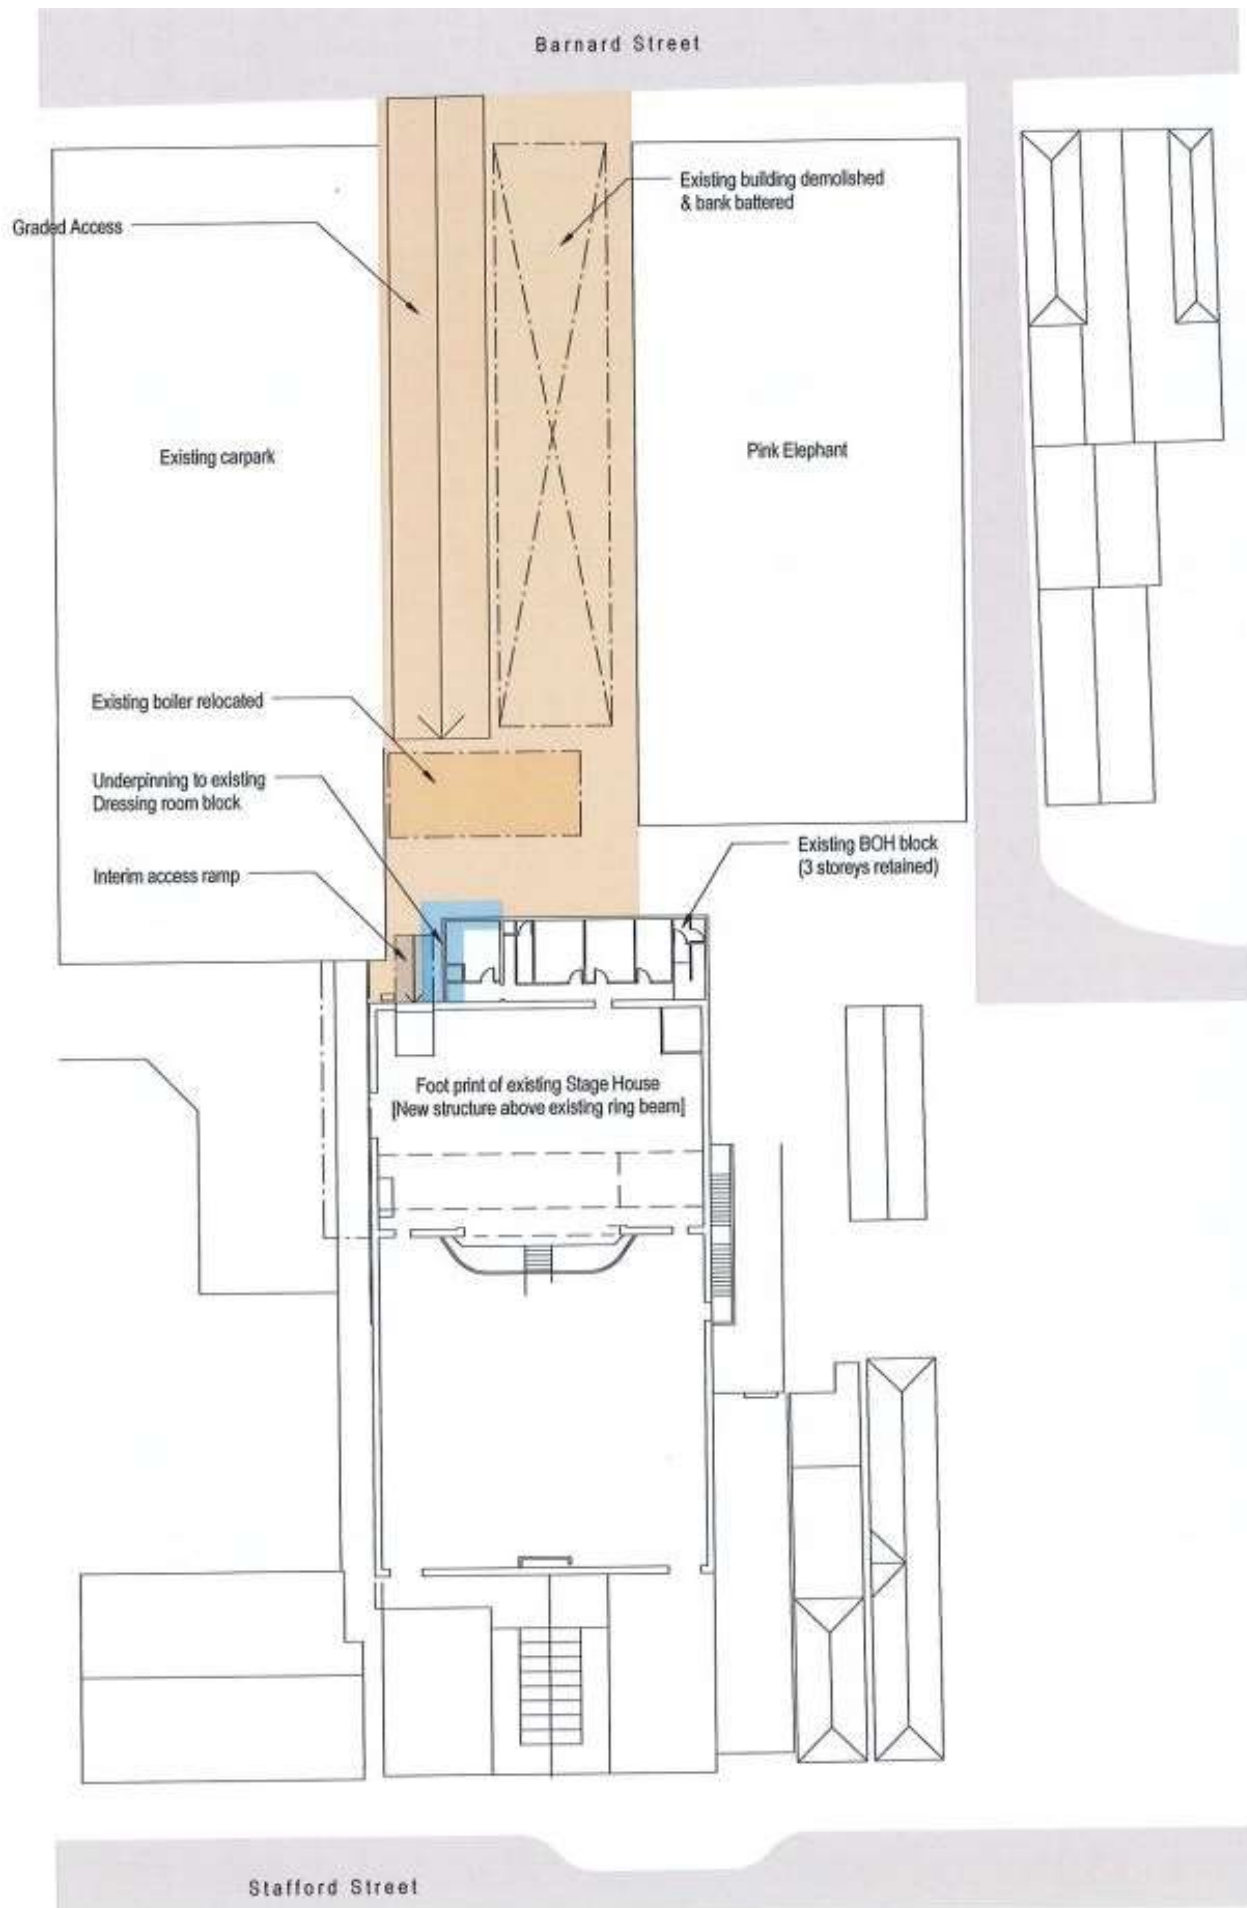 Barnard Street
Existing building demolished
& bank battered
Graded Access
Existing carpark
Pink Elephant
Existing boiler relocated
Underpinning to existing
Dressing room block
Existing BOH block
(3 storeys retained)
Interim access ramp
Foot print of existing Stage House
[New structure above existing ring beam]
Stafford Street